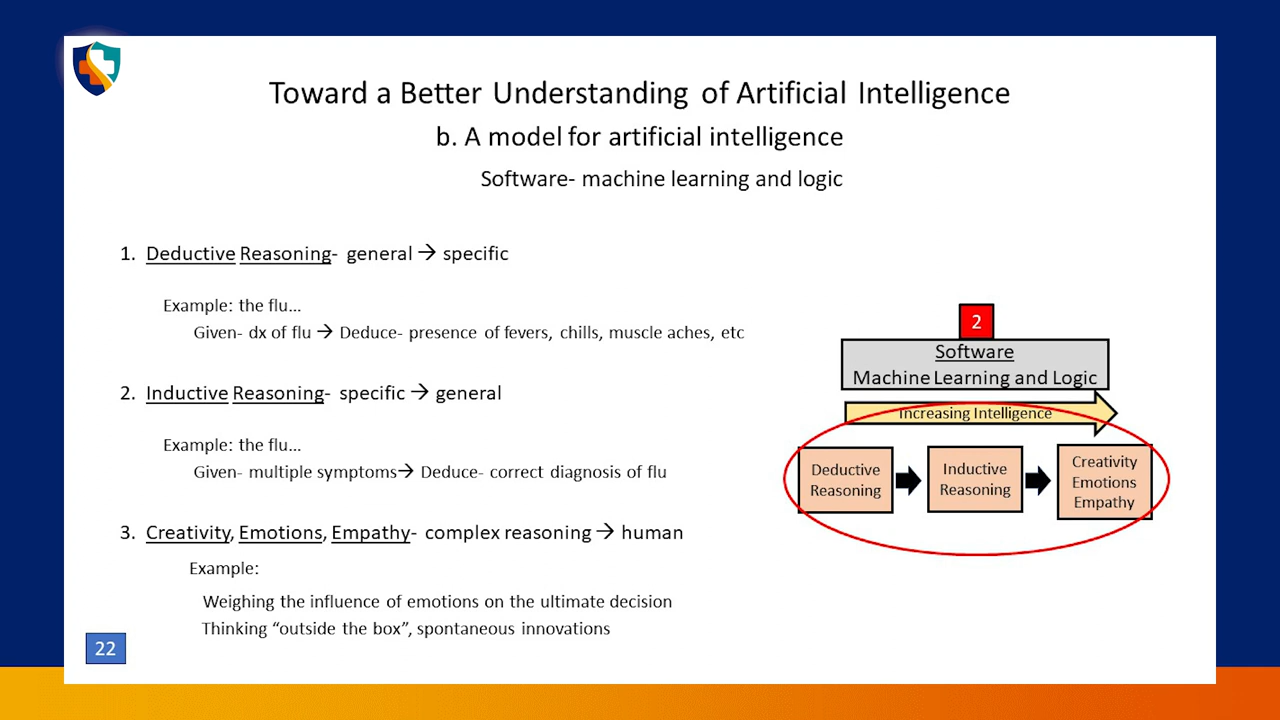 Toward a Better Understanding of Artificial Intelligence
b. A model for artificial intelligence
Software- machine learning and logic
1. Deductive Reasoning- general → specific
Example: the flu...
Given- dx of flu → Deduce- presence of fevers, chills, muscle aches, etc
2. Inductive Reasoning- specific → general
Example: the flu...
Given- multiple symptoms→ Deduce- correct diagnosis of flu
3. Creativity, Emotions, Empathy- complex reasoning → human
Example:
Weighing the influence of emotions on the ultimate decision
Thinking “outside the box”, spontaneous innovations
22
2
Software
Machine Learning and Logic
Increasing Intelligence
Deductive
Reasoning
Inductive
Reasoning
Creativity
Emotions
Empathy